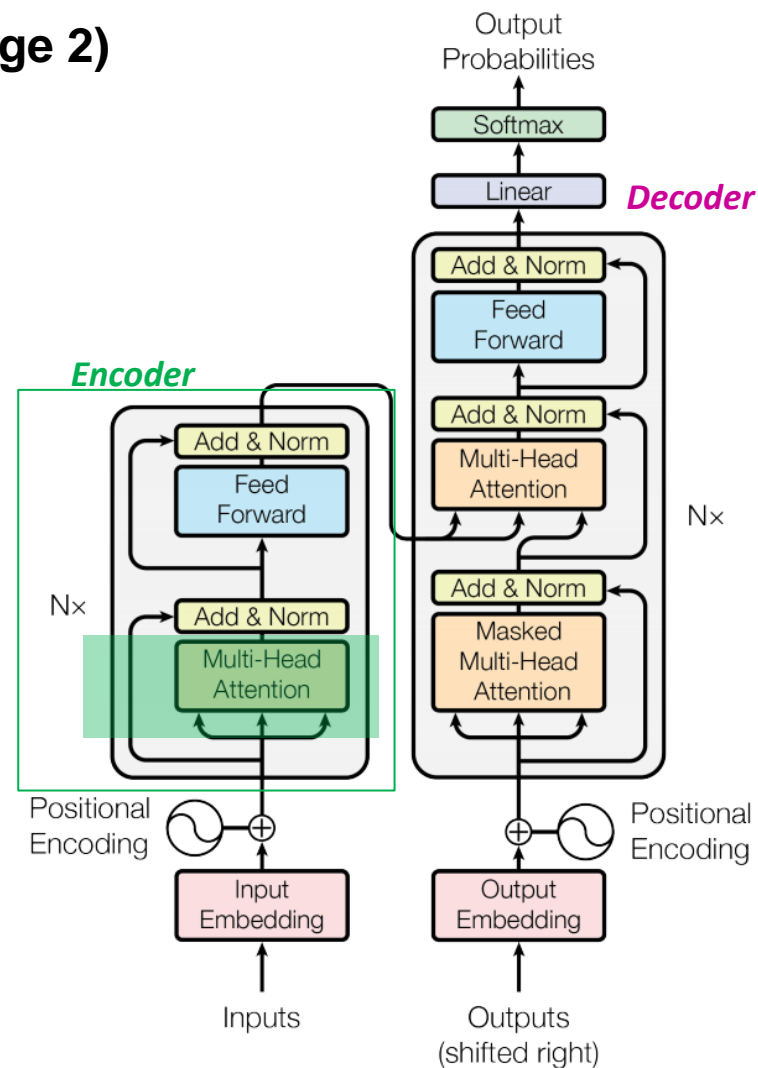 ge 2)
Output
Probabilities
Softmax
Linear
Decoder
Add & Norm
Feed
Forward
Add & Norm
Multi-Head
Attention
N×
Add & Norm
Masked
Multi-Head
Attention
Encoder
Add & Norm
Feed
Forward
N×
Add & Norm
Multi-Head
Attention
Positional
Encoding
Positional
Encoding
Input
Embedding
Output
Embedding
Inputs
Outputs
(shifted right)